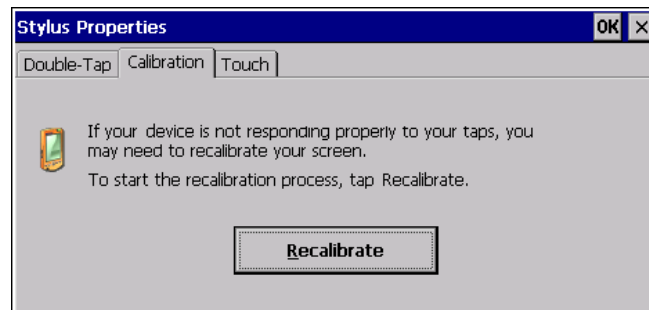 Stylus Properties OK ×
Double-Tap Calibration Touch
If your device is not responding properly to your taps, you
may need to recalibrate your screen.
To start the recalibration process, tap Recalibrate.
Recalibrate